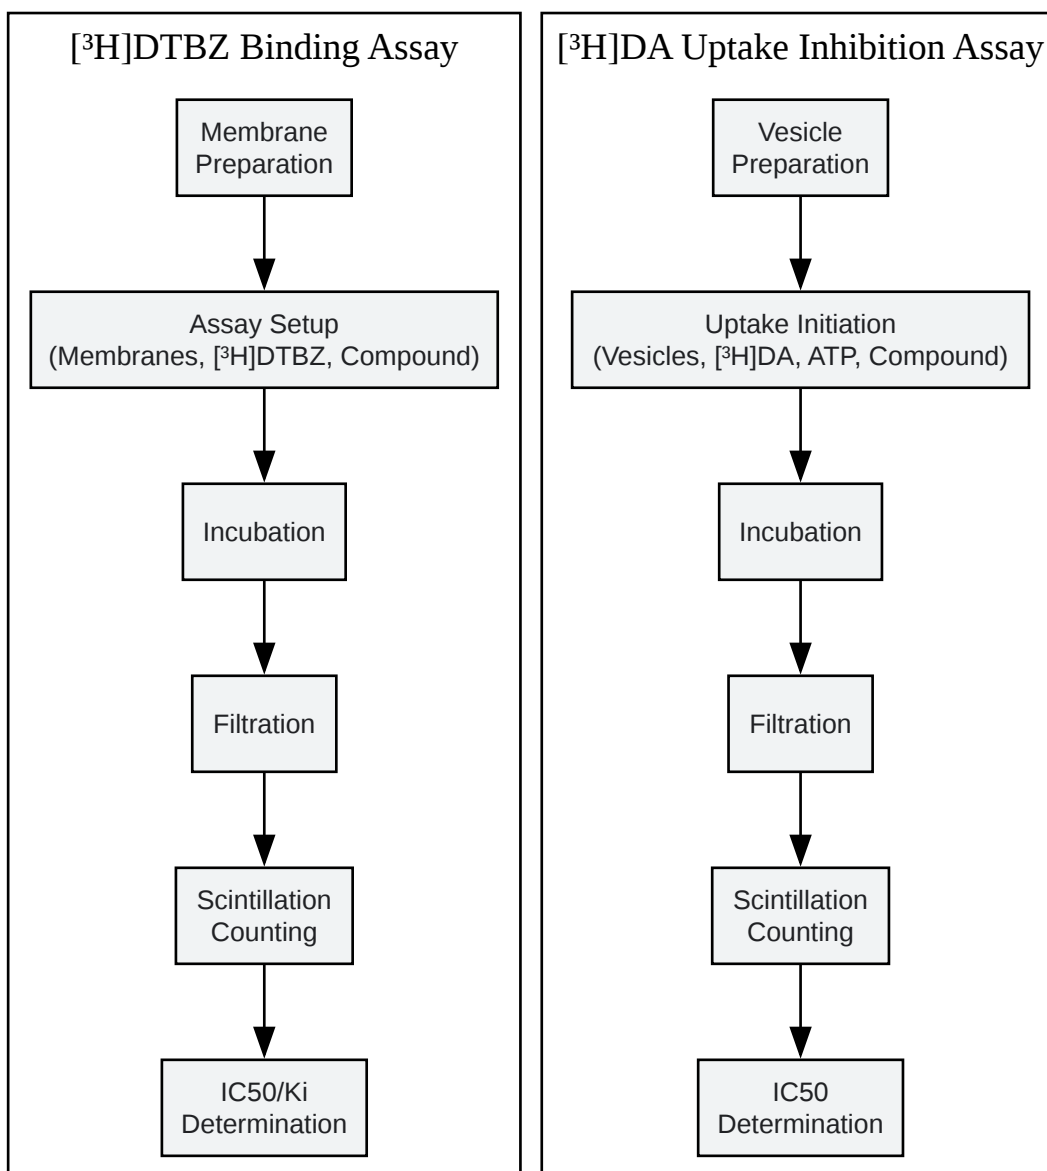 [³H]DTBZ Binding Assay
Membrane
Preparation
Assay Setup
(Membranes, [³H]DTBZ, Compound)
Incubation
Filtration
Scintillation
Counting
IC50/Ki
Determination
[³H]DA Uptake Inhibition Assay
Vesicle
Preparation
Uptake Initiation
(Vesicles, [³H]DA, ATP, Compound)
Incubation
Filtration
Scintillation
Counting
IC50
Determination